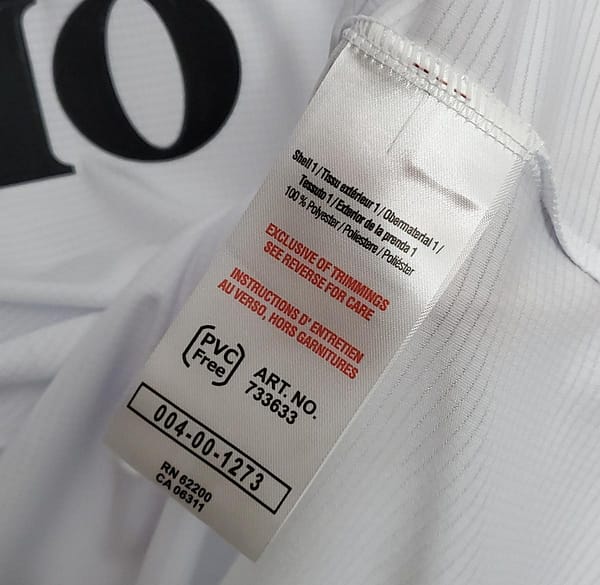 10
Shell 1 / Tissu extérieur 1 / Obermaterial 1 /
Tessuto 1 / Exterior de la prenda 1
100 % Polyester / Poliestere / Poliéster
EXCLUSIVE OF TRIMMINGS
SEE REVERSE FOR CARE
INSTRUCTIONS D' ENTRETIEN
AU VERSO, HORS GARNITURES
PVC
Free
ART. NO.
733633
004-00-1273
RN 62200
CA 06311